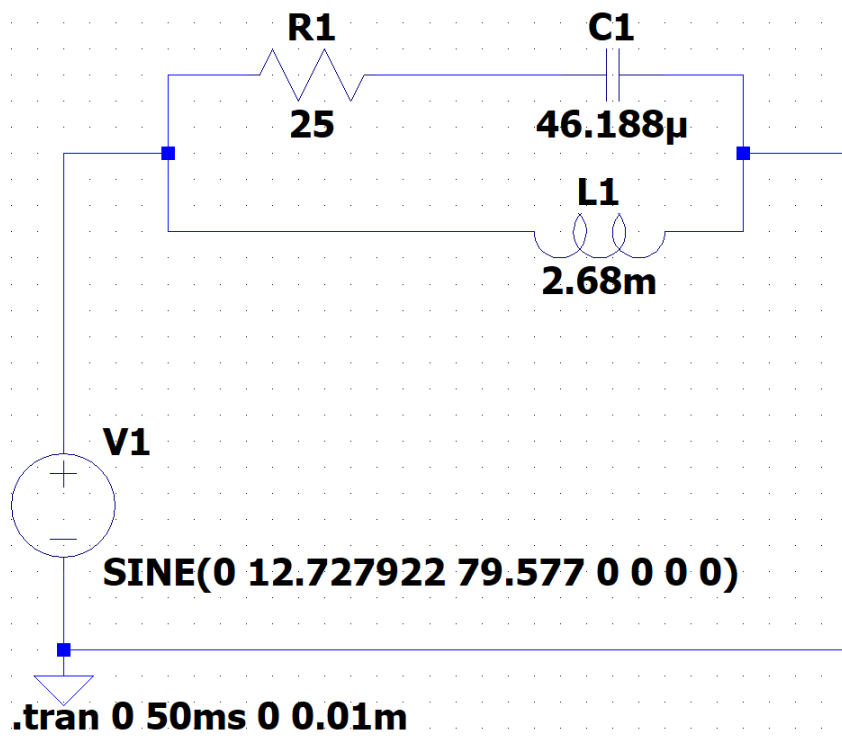 R1
C1
25
46.188µ
L1
2.68m
V1
SINE(0 12.727922 79.577 0 0 0 0)
.tran 0 50ms 0 0.01m